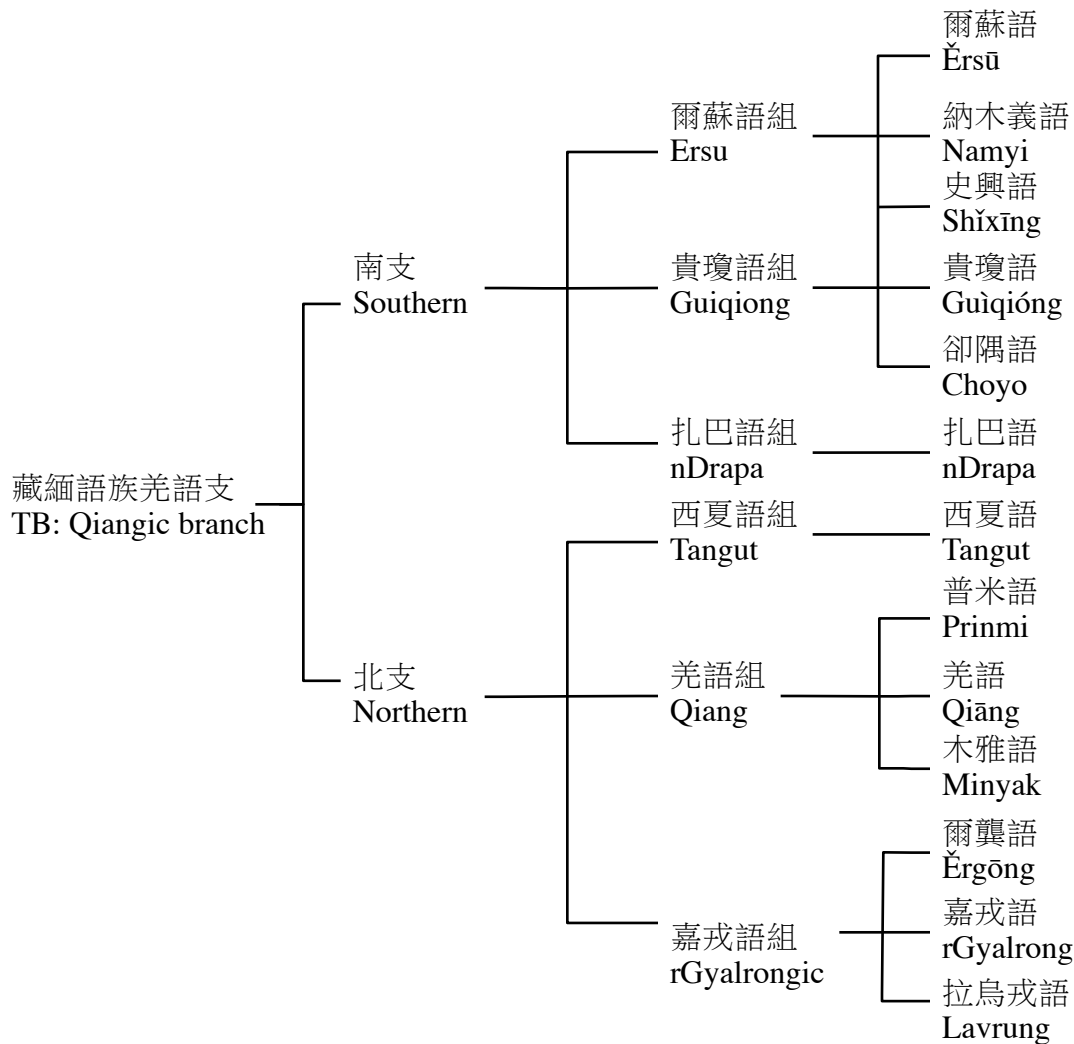 藏緬語族羌語支
TB: Qiangic branch
南支
Southern
北支
Northern
爾蘇語組
Ersu
貴瓊語組
Guiqiong
扎巴語組
nDrapa
西夏語組
Tangut
羌語組
Qiang
嘉戎語組
rGyalrongic
爾蘇語
Ěrsū
納木義語
Namyi
史興語
Shǐxīng
貴瓊語
Guìqióng
卻隅語
Choyo
扎巴語
nDrapa
西夏語
Tangut
普米語
Prinmi
羌語
Qiāng
木雅語
Minyak
爾龔語
Ěrgōng
嘉戎語
rGyalrong
拉烏戎語
Lavrung